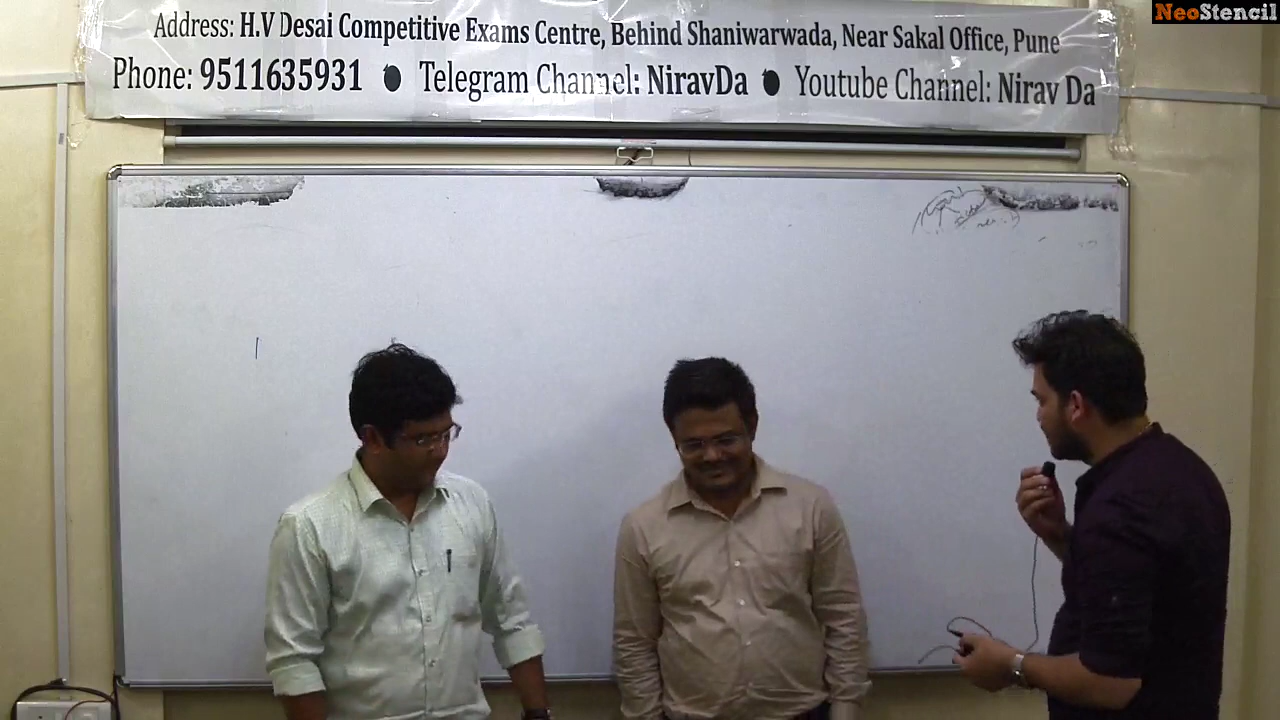 NeoStencil
Address: H.V Desai Competitive Exams Centre, Behind Shaniwarwada, Near Sakal Office, Pune
Phone: 9511635931 ● Telegram Channel: NiravDa ● Youtube Channel: Nirav Da